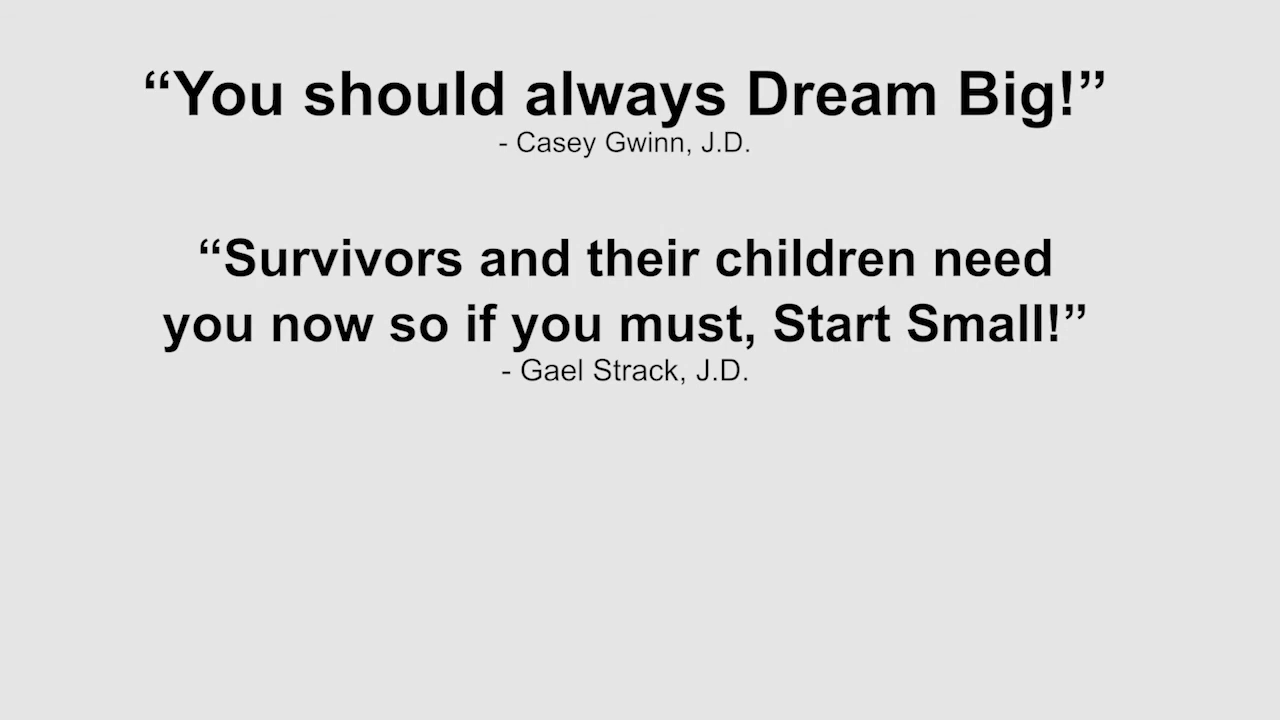 “You should always Dream Big!”
- Casey Gwinn, J.D.
“Survivors and their children need
you now so if you must, Start Small!”
- Gael Strack, J.D.